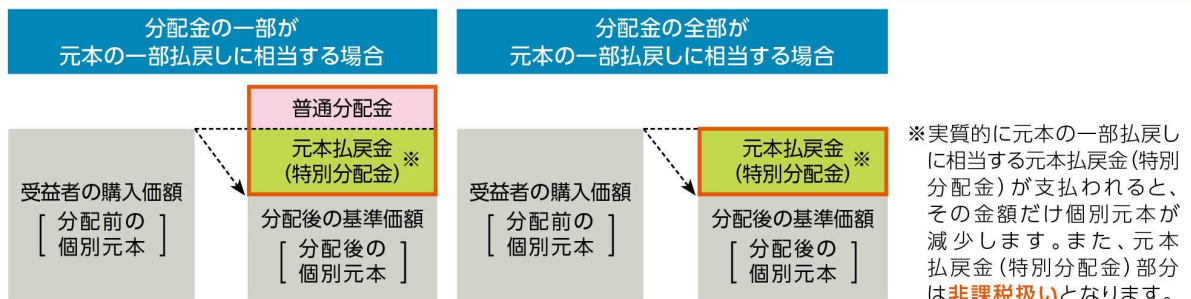 分配金の一部が
元本の一部払戻しに相当する場合
普通分配金
元本払戻金
(特別分配金)※
受益者の購入価額
[分配前の
個別元本]
分配後の基準価額
[分配後の
個別元本]
分配金の全部が
元本の一部払戻しに相当する場合
元本払戻金
(特別分配金)※
受益者の購入価額
[分配前の
個別元本]
分配後の基準価額
[分配後の
個別元本]
※実質的に元本の一部払戻し
に相当する元本払戻金(特別
分配金)が支払われると、
その金額だけ個別元本が
減少します。また、元本
払戻金(特別分配金)部分
は非課税扱いとなります。